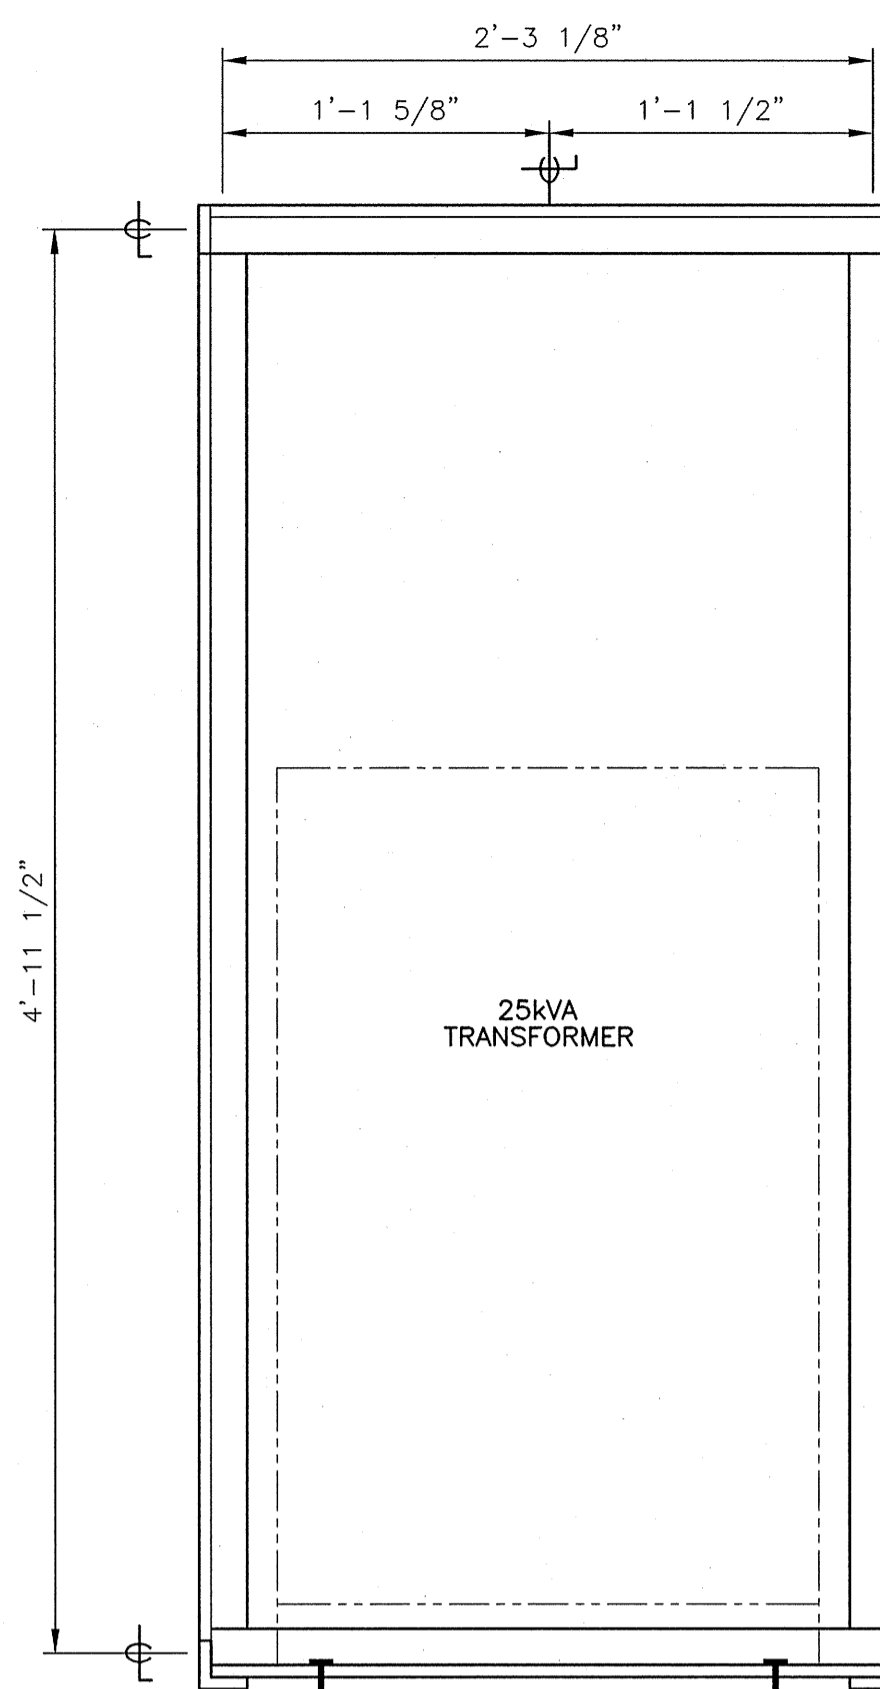 2'-3 1/8"
1'-1 5/8"
1'-1 1/2"
4'-11 1/2"
25kVA
TRANSFORMER